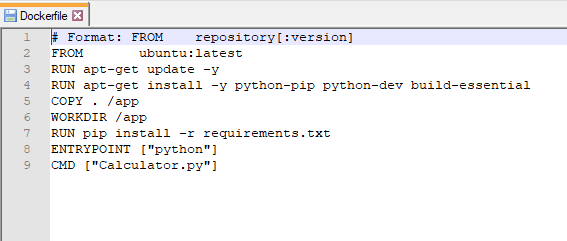 Dockerfile
1 # Format: FROM    repository[:version]
2 FROM       ubuntu:latest
3 RUN apt-get update -y
4 RUN apt-get install -y python-pip python-dev build-essential
5 COPY . /app
6 WORKDIR /app
7 RUN pip install -r requirements.txt
8 ENTRYPOINT ["python"]
9 CMD ["Calculator.py"]